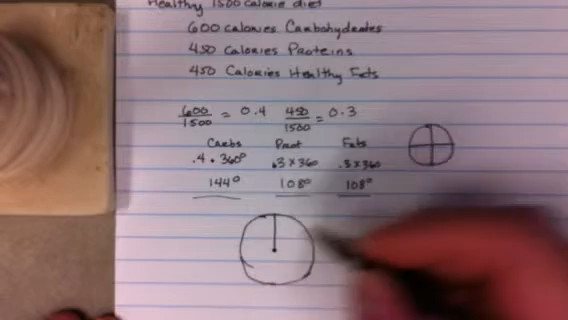 Healthy 1500 calorie diet
600 calories Carbohydrates
450 calories Proteins
450 Calories Healthy Fats
600/1500 = 0.4 450/1500 = 0.3
Carbs Prot Fats
.4 • 360° .3 x 360 .3 x 360
144° 108° 108°